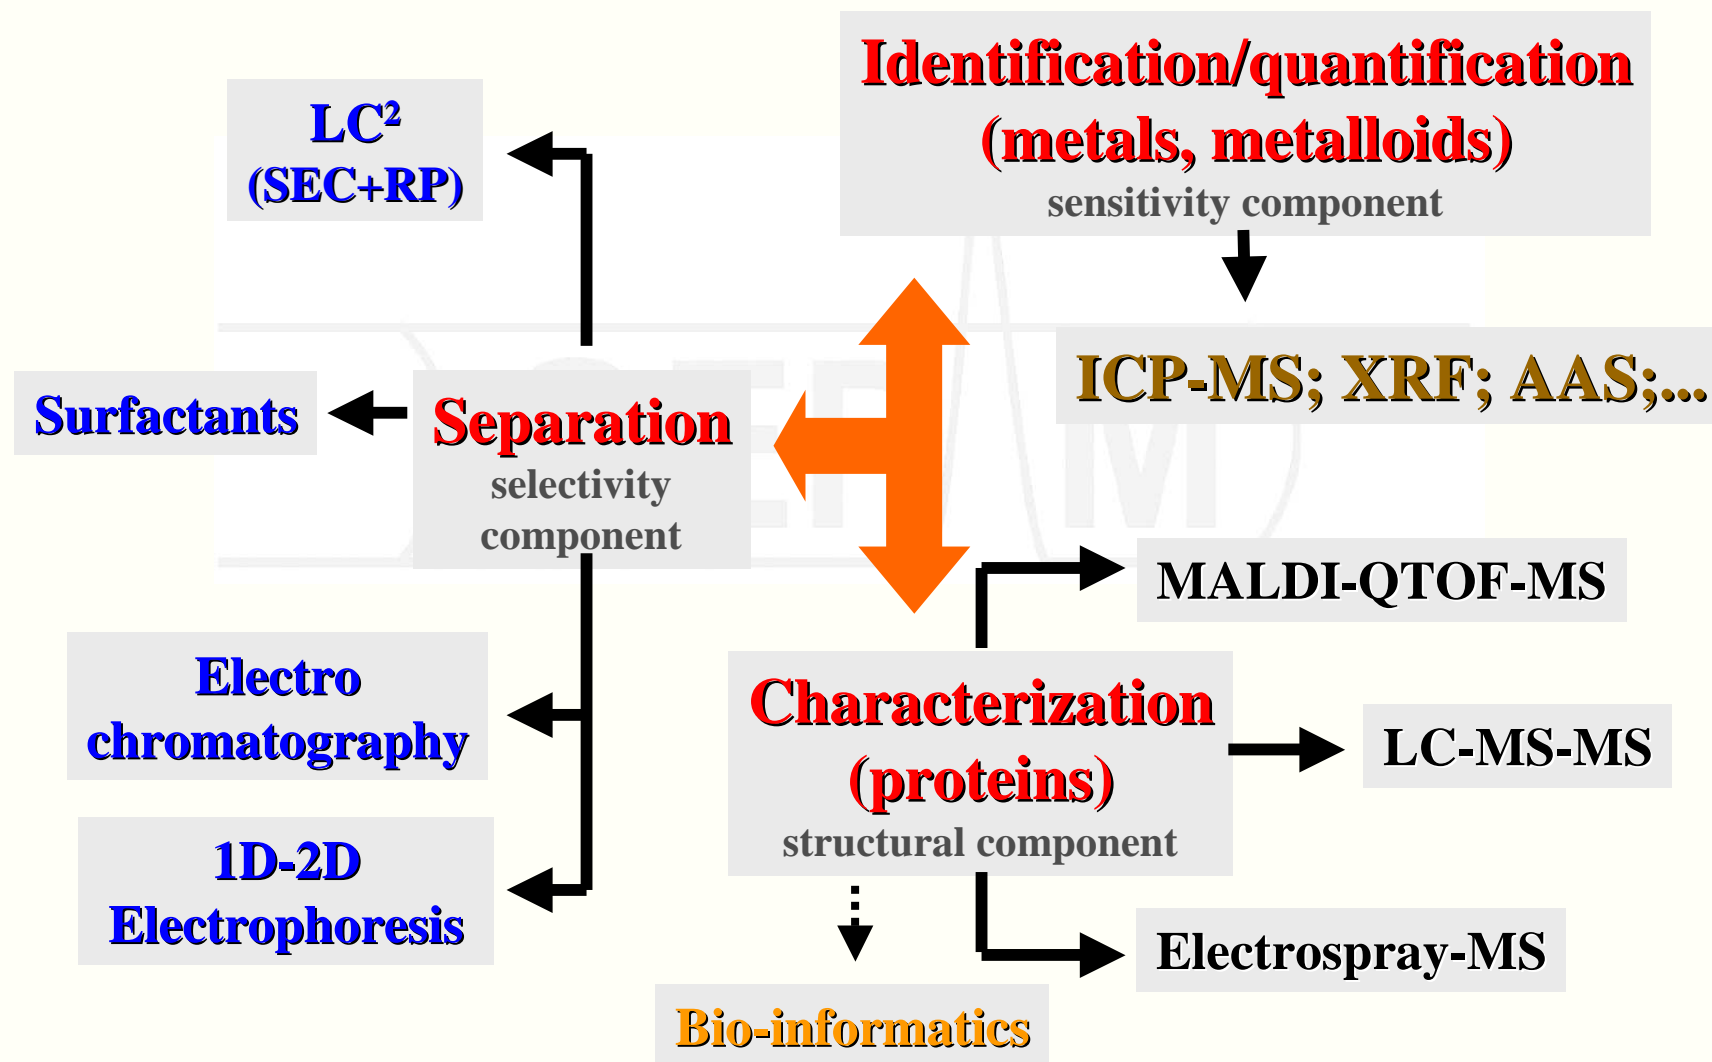 Identification/quantification
(metals, metalloids)
sensitivity component
LC²
(SEC+RP)
ICP-MS; XRF; AAS;...
Surfactants
Separation
selectivity
component
MALDI-QTOF-MS
Electro
chromatography
Characterization
(proteins)
structural component
LC-MS-MS
1D-2D
Electrophoresis
Electrospray-MS
Bio-informatics